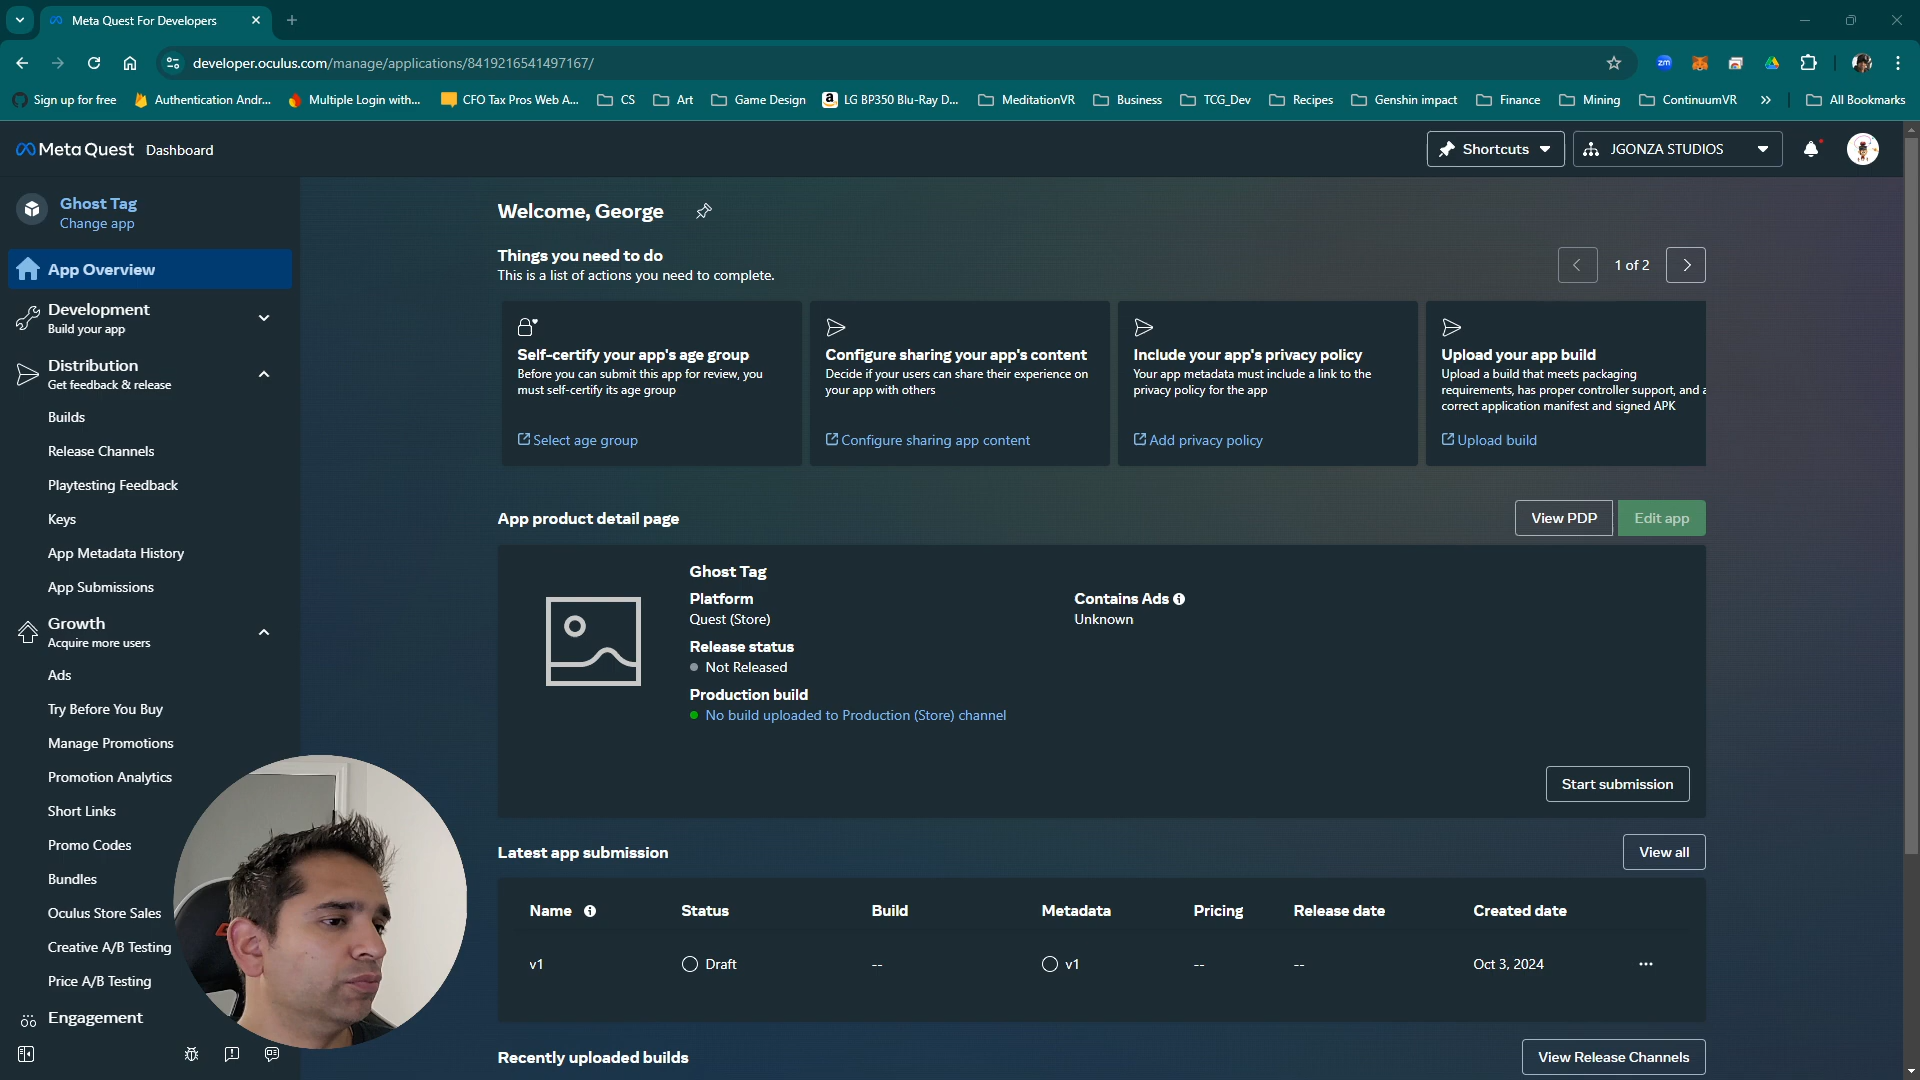 Meta Quest For Developers
developer.oculus.com/manage/applications/8419216541497167/
zm
Sign up for free
Authentication Andr...
Multiple Login with...
CFO Tax Pros Web A...
CS
Art
Game Design
LG BP350 Blu-Ray D...
MeditationVR
Business
TCG_Dev
Recipes
Genshin impact
Finance
Mining
ContinuumVR
All Bookmarks
Meta Quest
Dashboard
Shortcuts
JGONZA STUDIOS
Ghost Tag
Change app
App Overview
Development
Build your app
Distribution
Get feedback & release
Builds
Release Channels
Playtesting Feedback
Keys
App Metadata History
App Submissions
Growth
Acquire more users
Ads
Try Before You Buy
Manage Promotions
Promotion Analytics
Short Links
Promo Codes
Bundles
Oculus Store Sales
Creative A/B Testing
Price A/B Testing
Engagement
Welcome, George
Things you need to do
This is a list of actions you need to complete.
1 of 2
Self-certify your app's age group
Before you can submit this app for review, you
must self-certify its age group
Select age group
Configure sharing your app's content
Decide if your users can share their experience on
your app with others
Configure sharing app content
Include your app's privacy policy
Your app metadata must include a link to the
privacy policy for the app
Add privacy policy
Upload your app build
Upload a build that meets packaging
requirements, has proper controller support, and a
correct application manifest and signed APK
Upload build
App product detail page
View PDP
Edit app
Ghost Tag
Platform
Quest (Store)
Contains Ads
Unknown
Release status
Not Released
Production build
No build uploaded to Production (Store) channel
Start submission
Latest app submission
View all
Name
Status
Build
Metadata
Pricing
Release date
Created date
v1
Draft
--
v1
--
--
Oct 3, 2024
Recently uploaded builds
View Release Channels